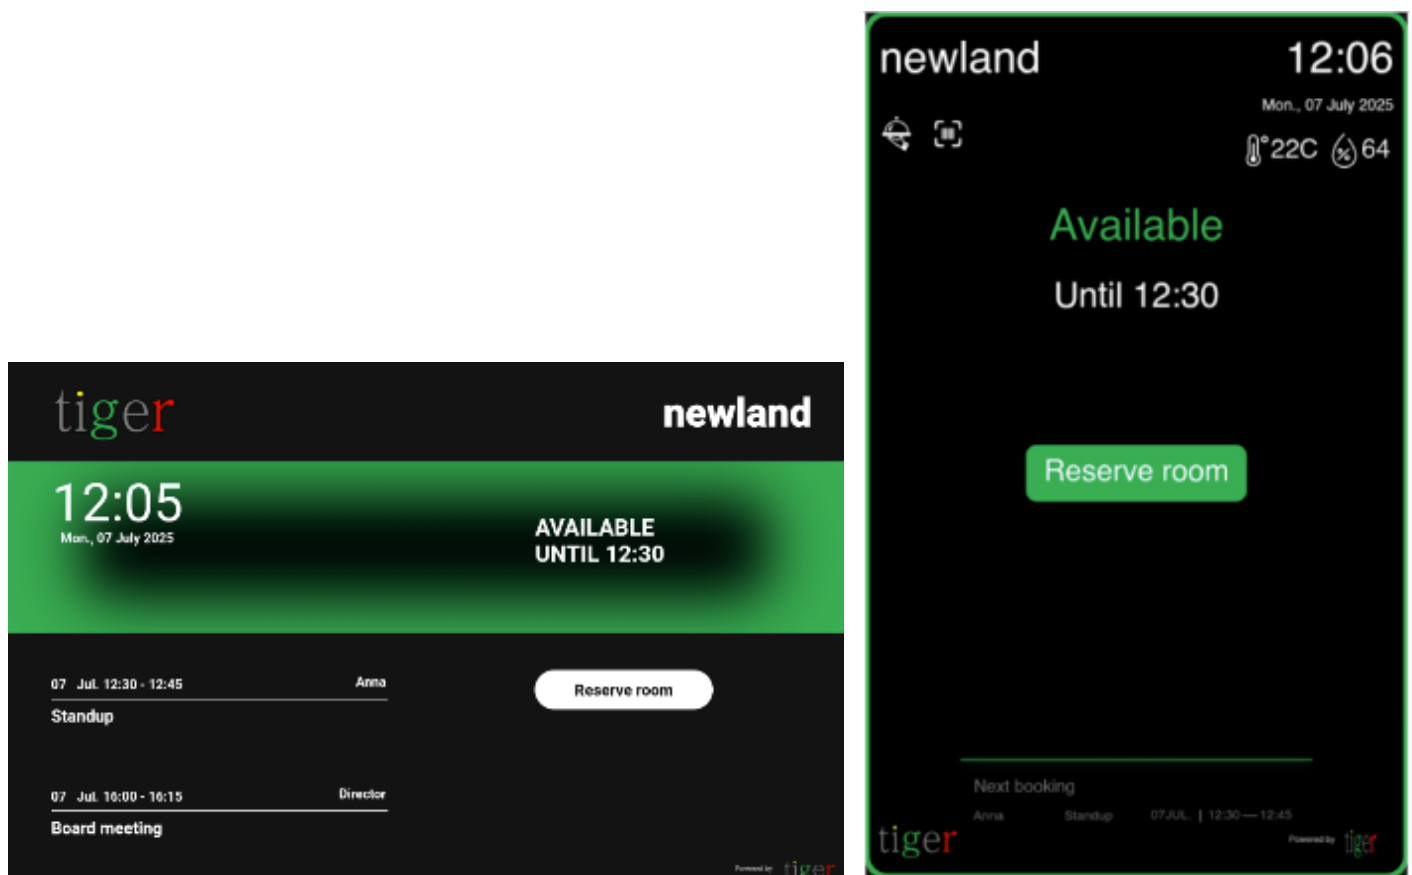 tiger
newland
12:05
Mon., 07 July 2025
AVAILABLE
UNTIL 12:30
07 Jul. 12:30 - 12:45 Anna
Standup
Reserve room
07 Jul. 16:00 - 16:15 Director
Board meeting
Powered by tiger
newland
12:06
Mon., 07 July 2025
°22C % 64
Available
Until 12:30
Reserve room
Next booking
Anna Standup 07JUL. | 12:30 — 12:45
tiger
Powered by tiger